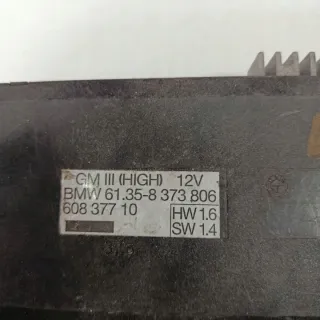 GM III (HIGH) 12V
BMW 61.35-8 373 806
608 377 10 HW 1.6
SW 1.4